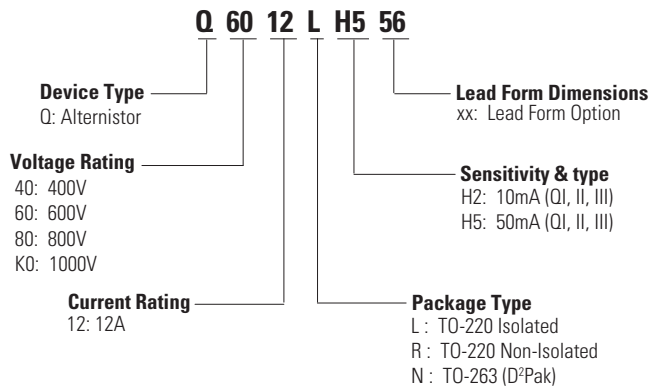 Q 60 12 L H5 56
Device Type
Q: Alternistor
Voltage Rating
40: 400V
60: 600V
80: 800V
K0: 1000V
Current Rating
12: 12A
Lead Form Dimensions
xx: Lead Form Option
Sensitivity & type
H2: 10mA (QI, II, III)
H5: 50mA (QI, II, III)
Package Type
L : TO-220 Isolated
R : TO-220 Non-Isolated
N : TO-263 (D²Pak)